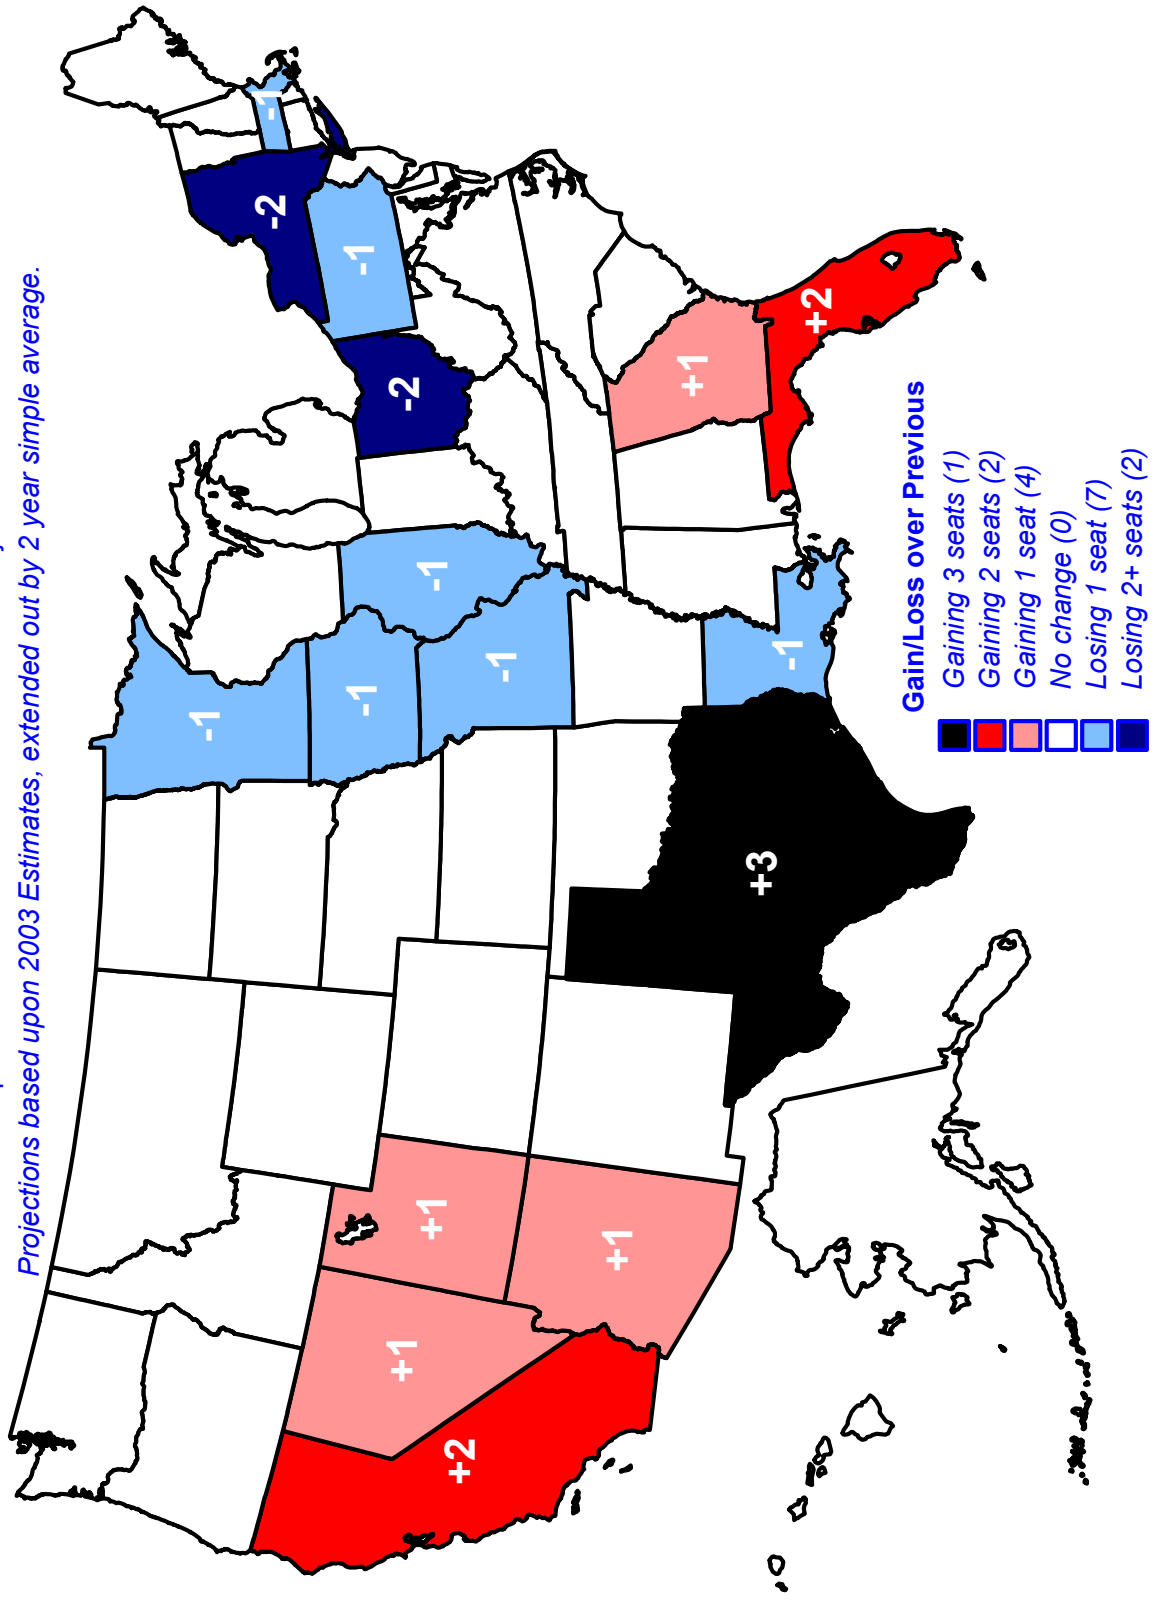 Projections based upon 2003 Estimates, extended out by 2 year simple average.
-1
-2
-1
-2
-1
-1
-1
-1
-1
+3
+1
+1
+1
+2
+1
+2
Gain/Loss over Previous
Gaining 3 seats (1)
Gaining 2 seats (2)
Gaining 1 seat (4)
No change (0)
Losing 1 seat (7)
Losing 2+ seats (2)